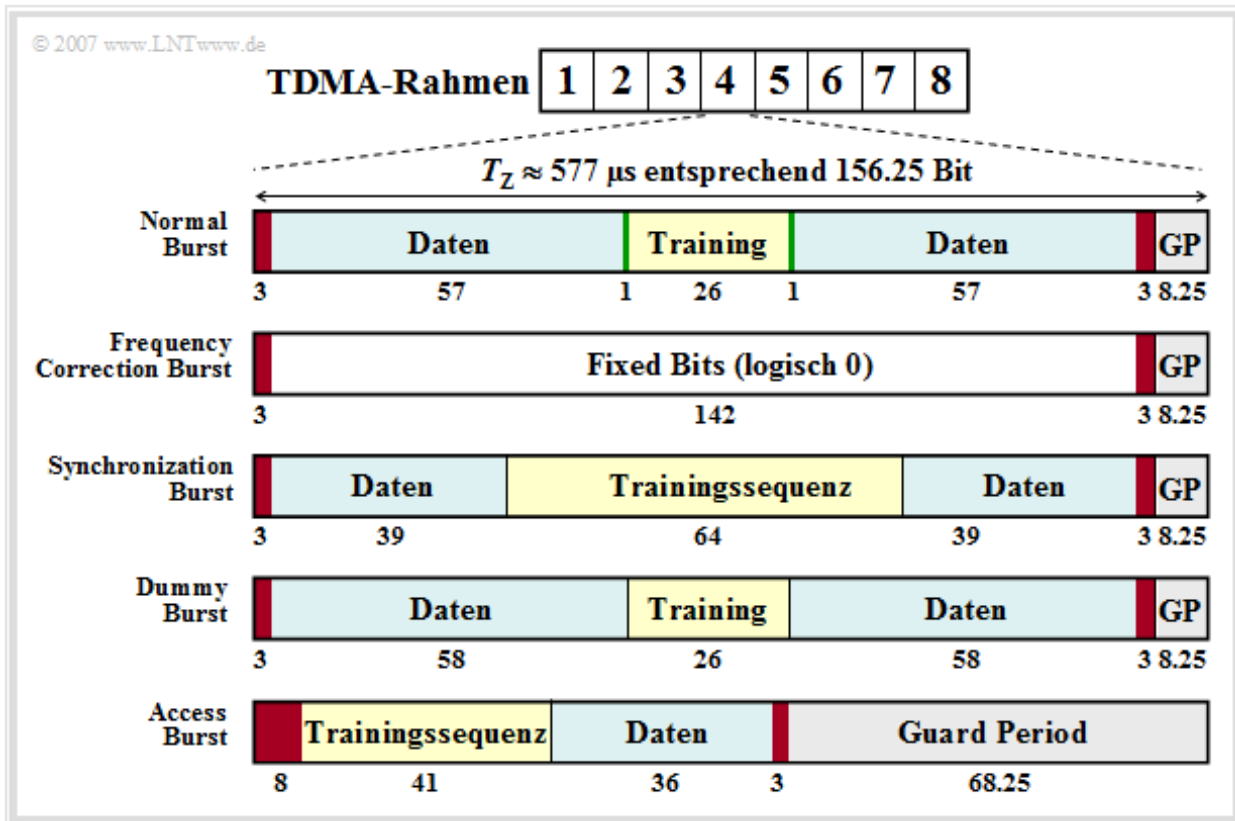 © 2007 www.LNTwww.de
TDMA-Rahmen 1 2 3 4 5 6 7 8
T_Z ≈ 577 μs entsprechend 156.25 Bit
Normal
Burst
Daten Training Daten GP
3 57 1 26 1 57 3 8.25
Frequency
Correction Burst
Fixed Bits (logisch 0) GP
3 142 3 8.25
Synchronization
Burst
Daten Trainingssequenz Daten GP
3 39 64 39 3 8.25
Dummy
Burst
Daten Training Daten GP
3 58 26 58 3 8.25
Access
Burst
Trainingssequenz Daten Guard Period
8 41 36 3 68.25